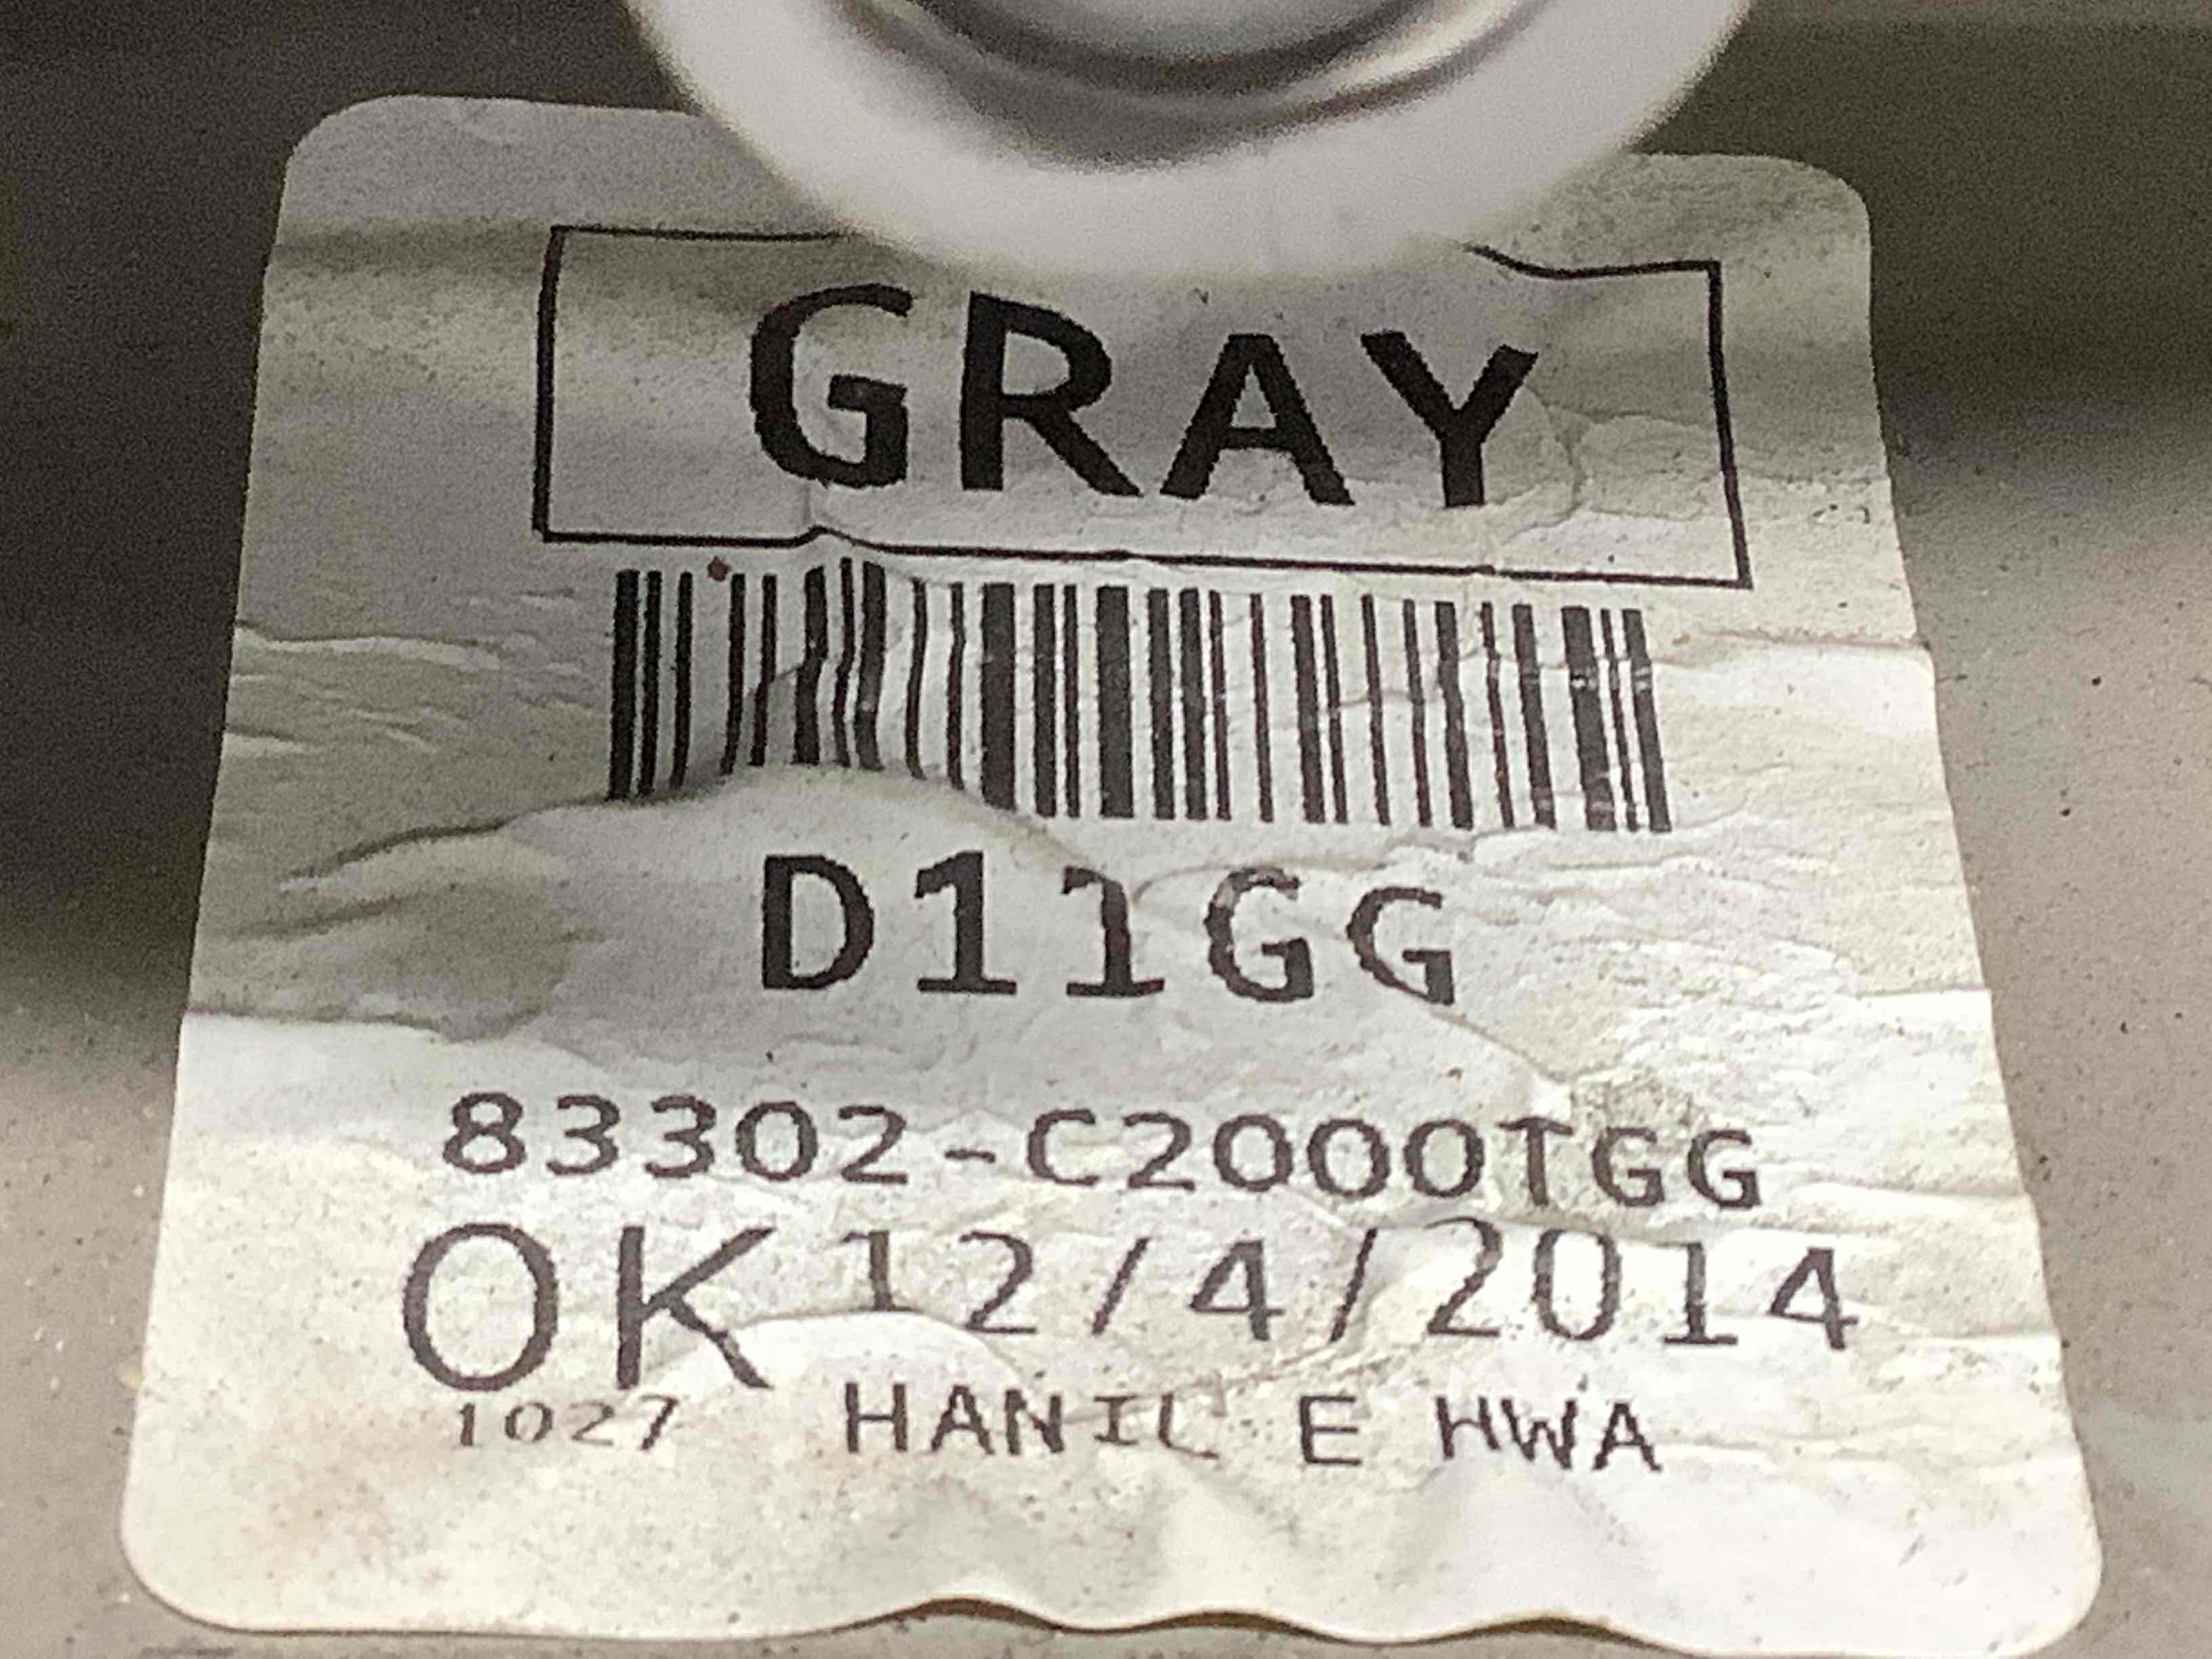 GRAY
D11GG
83302-C2000TGG
OK 12/4/2014
1027 HANIL E HWA